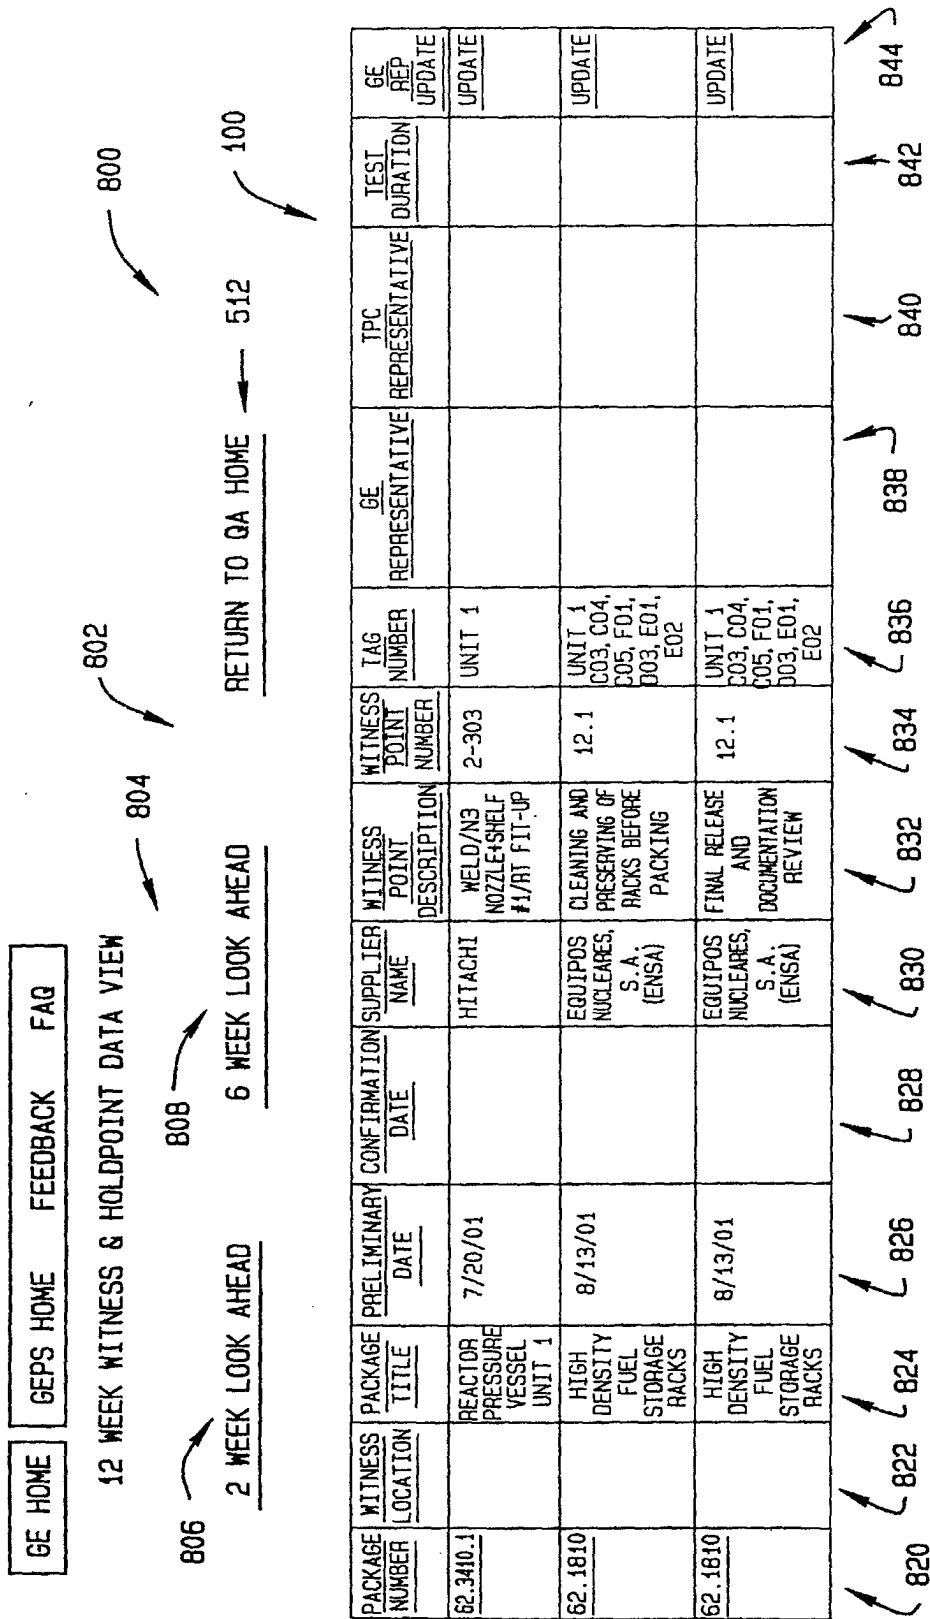 GE HOME GEPS HOME FEEDBACK FAQ
12 WEEK WITNESS & HOLDPOINT DATA VIEW
804
802
800
806
2 WEEK LOOK AHEAD
808
6 WEEK LOOK AHEAD
RETURN TO QA HOME
512
100
PACKAGE NUMBER
WITNESS LOCATION
PACKAGE TITLE
PRELIMINARY DATE
CONFIRMATION DATE
SUPPLIER NAME
WITNESS POINT DESCRIPTION
WITNESS POINT NUMBER
TAG NUMBER
GE REPRESENTATIVE
TPC REPRESENTATIVE
TEST DURATION
GE REP UPDATE
62.3410.1
REACTOR PRESSURE VESSEL UNIT 1
7/20/01
HITACHI
WELD/N3 NOZZLE+SHELF #1/RT FIT-UP
2-303
UNIT 1
UPDATE
62.1810
HIGH DENSITY FUEL STORAGE RACKS
8/13/01
EQUIPOS NUCLEARES, S.A. (ENSA)
CLEANING AND PRESERVING OF RACKS BEFORE PACKING
12.1
UNIT 1 C03, C04, C05, F01, D03, E01, E02
UPDATE
62.1810
HIGH DENSITY FUEL STORAGE RACKS
8/13/01
EQUIPOS NUCLEARES, S.A. (ENSA)
FINAL RELEASE AND DOCUMENTATION REVIEW
12.1
UNIT 1 C03, C04, C05, F01, D03, E01, E02
UPDATE
820
822
824
826
828
830
832
834
836
838
840
842
844